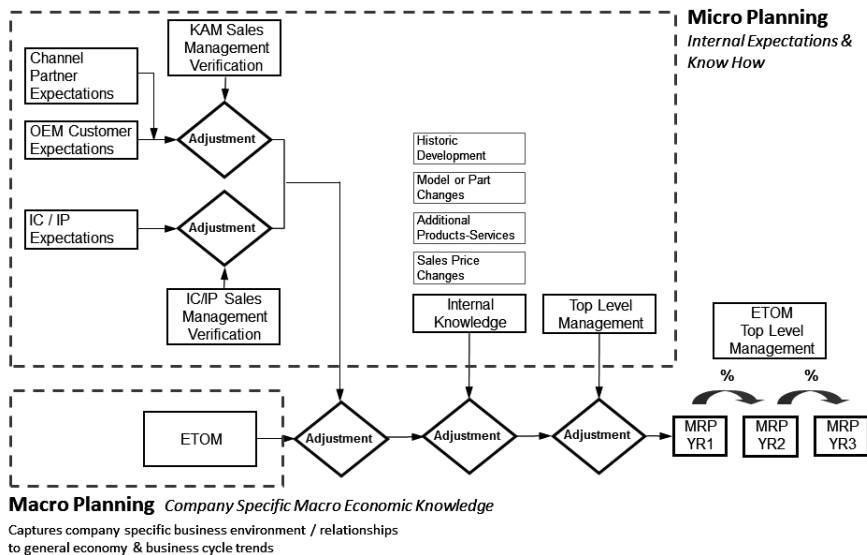 Micro Planning
Internal Expectations &
Know How
KAM Sales
Management
Verification
Channel
Partner
Expectations
OEM Customer
Expectations
Adjustment
IC / IP
Expectations
Adjustment
IC/IP Sales
Management
Verification
Historic
Development
Model or Part
Changes
Additional
Products-Services
Sales Price
Changes
Internal
Knowledge
Top Level
Management
ETOM
Top Level
Management
%
%
ETOM
Adjustment
Adjustment
Adjustment
MRP
YR1
MRP
YR2
MRP
YR3
Macro Planning Company Specific Macro Economic Knowledge
Captures company specific business environment / relationships
to general economy & business cycle trends